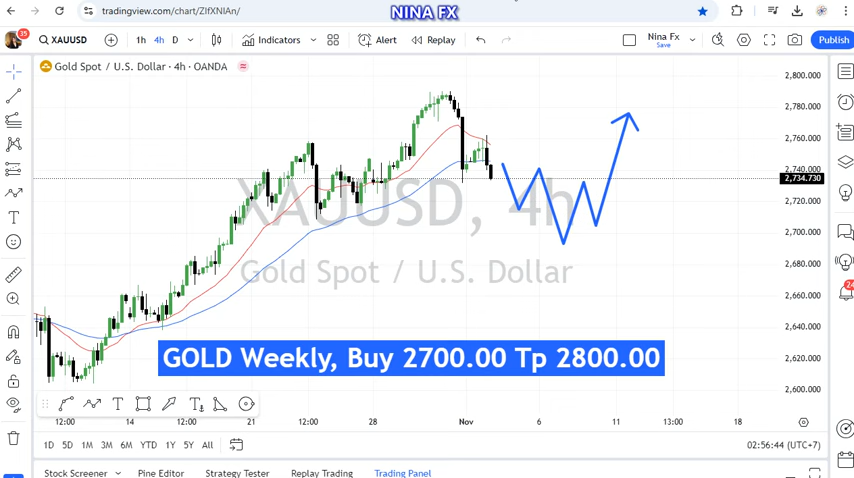 tradingview.com/chart/ZIfXNIAn/
NINA FX
35
XAUUSD
1h 4h D
Indicators
Alert
Replay
Nina Fx
Save
Publish
Gold Spot / U.S. Dollar · 4h · OANDA
2,800.000
2,780.000
2,760.000
2,740.000
2,734.730
2,720.000
2,700.000
2,680.000
2,660.000
2,640.000
2,620.000
2,600.000
XAUUSD, 4h
Gold Spot / U.S. Dollar
24
GOLD Weekly, Buy 2700.00 Tp 2800.00
12:00 14 12:00 21 12:00 28 Nov 6 11 13:00 18
1D 5D 1M 3M 6M YTD 1Y 5Y All
02:56:44 (UTC+7)
Stock Screener Pine Editor Strategy Tester Replay Trading Trading Panel